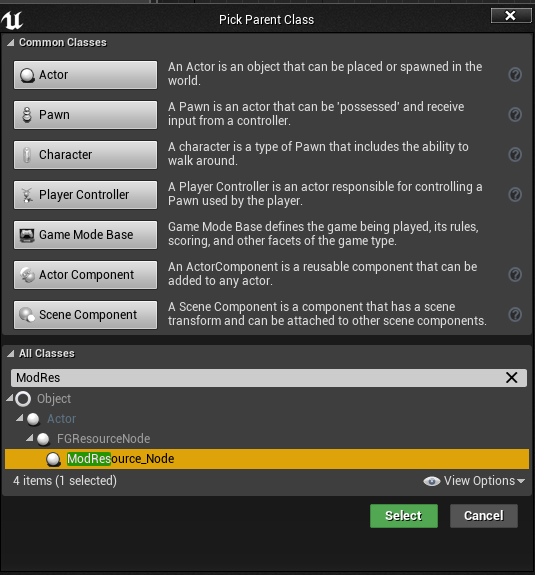 Pick Parent Class
Common Classes
Actor
An Actor is an object that can be placed or spawned in the
world.
Pawn
A Pawn is an actor that can be 'possessed' and receive
input from a controller.
Character
A character is a type of Pawn that includes the ability to
walk around.
Player Controller
A Player Controller is an actor responsible for controlling a
Pawn used by the player.
Game Mode Base
Game Mode Base defines the game being played, its rules,
scoring, and other facets of the game type.
Actor Component
An ActorComponent is a reusable component that can be
added to any actor.
Scene Component
A Scene Component is a component that has a scene
transform and can be attached to other scene components.
All Classes
ModRes
Object
Actor
FGResourceNode
ModResource_Node
4 items (1 selected)
View Options
Select
Cancel